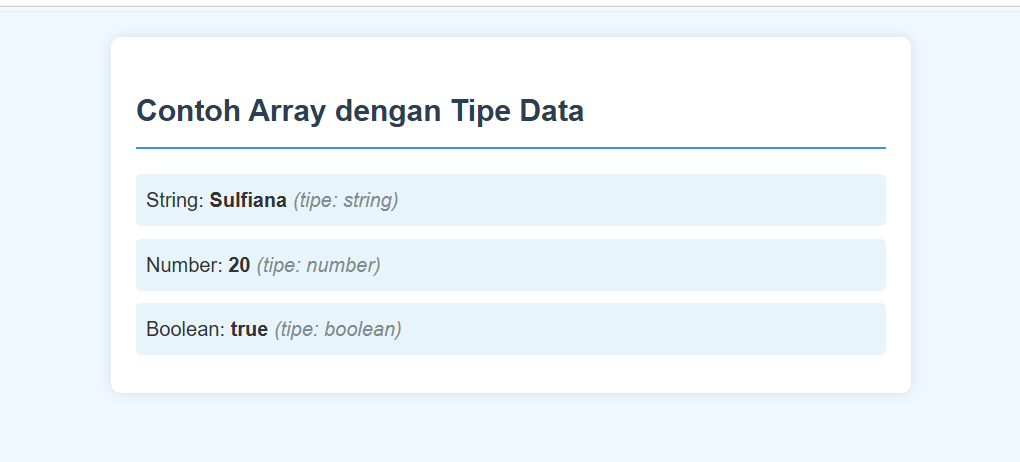 Contoh Array dengan Tipe Data
String: Sulfiana (tipe: string)
Number: 20 (tipe: number)
Boolean: true (tipe: boolean)